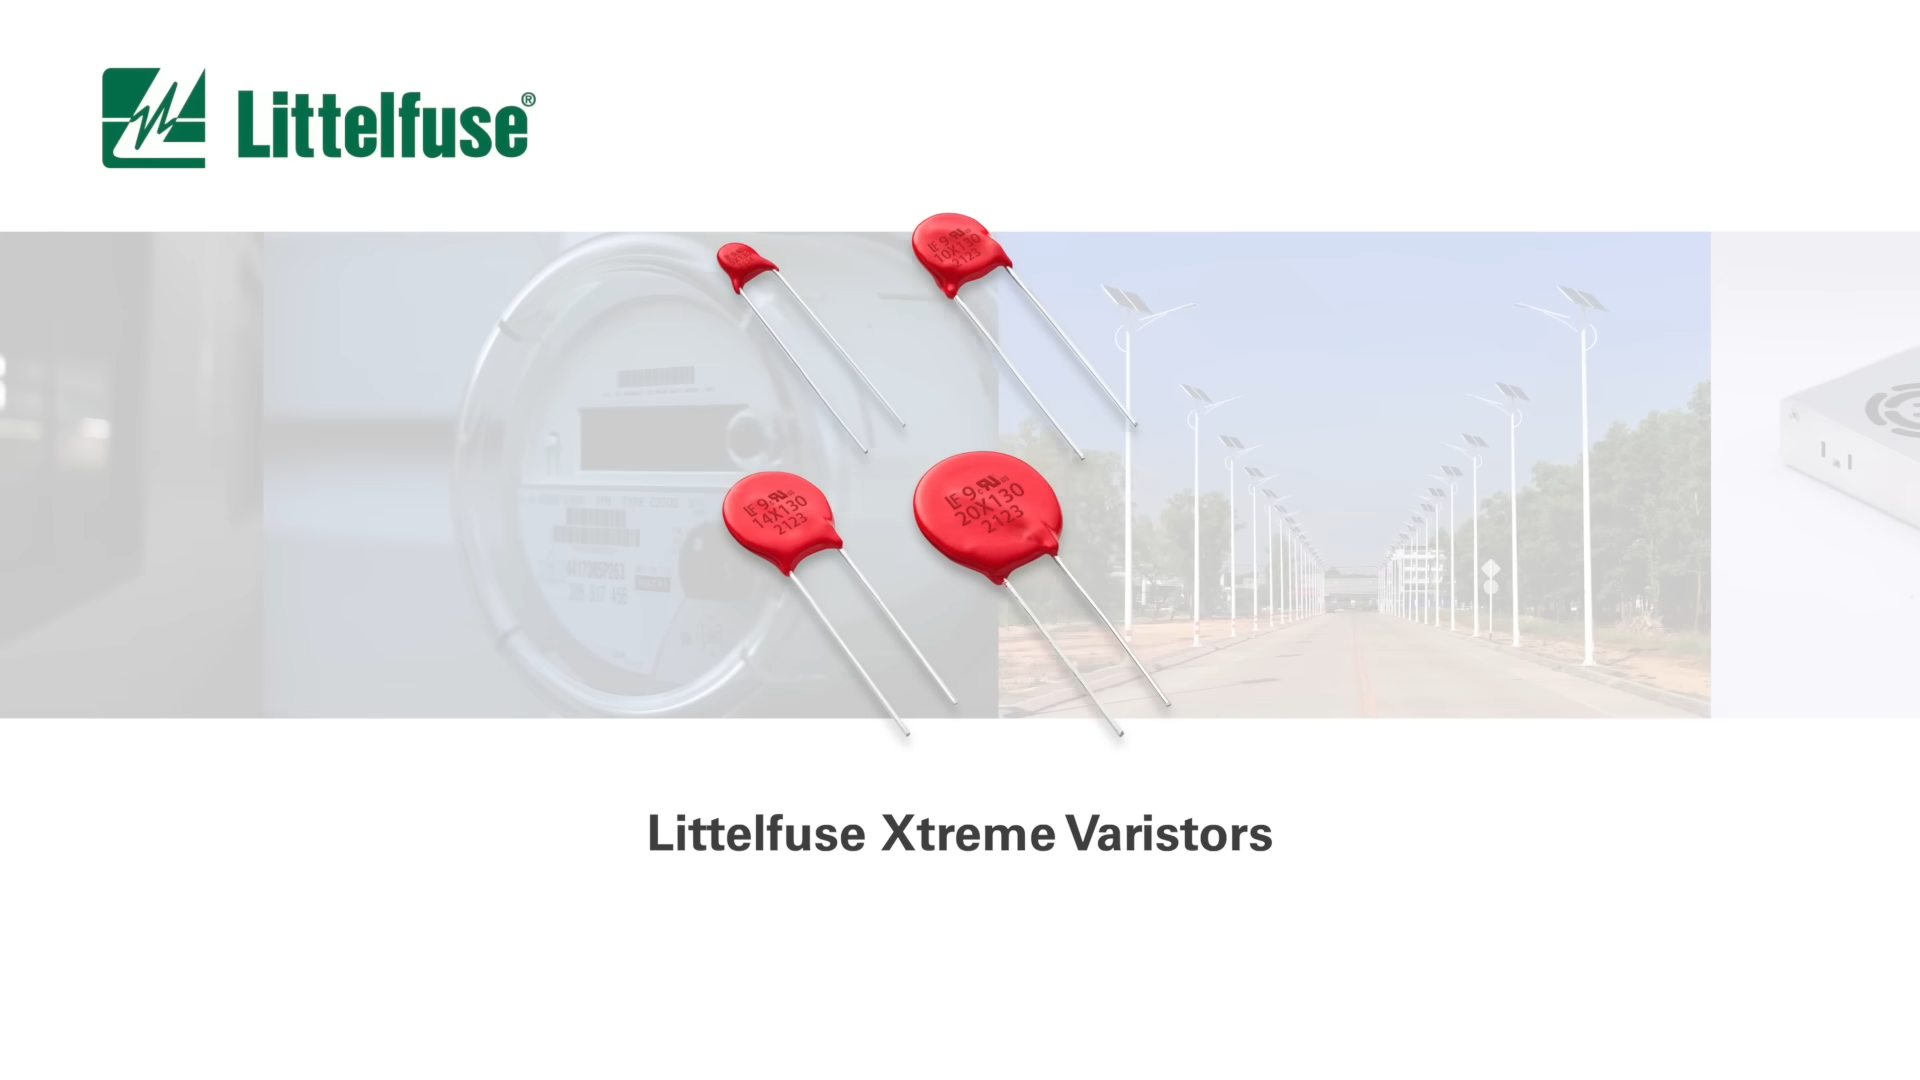 Littelfuse®
LF 9
10X130
2123
LF 9
14X130
2123
LF 9
20X130
2123
Littelfuse Xtreme Varistors